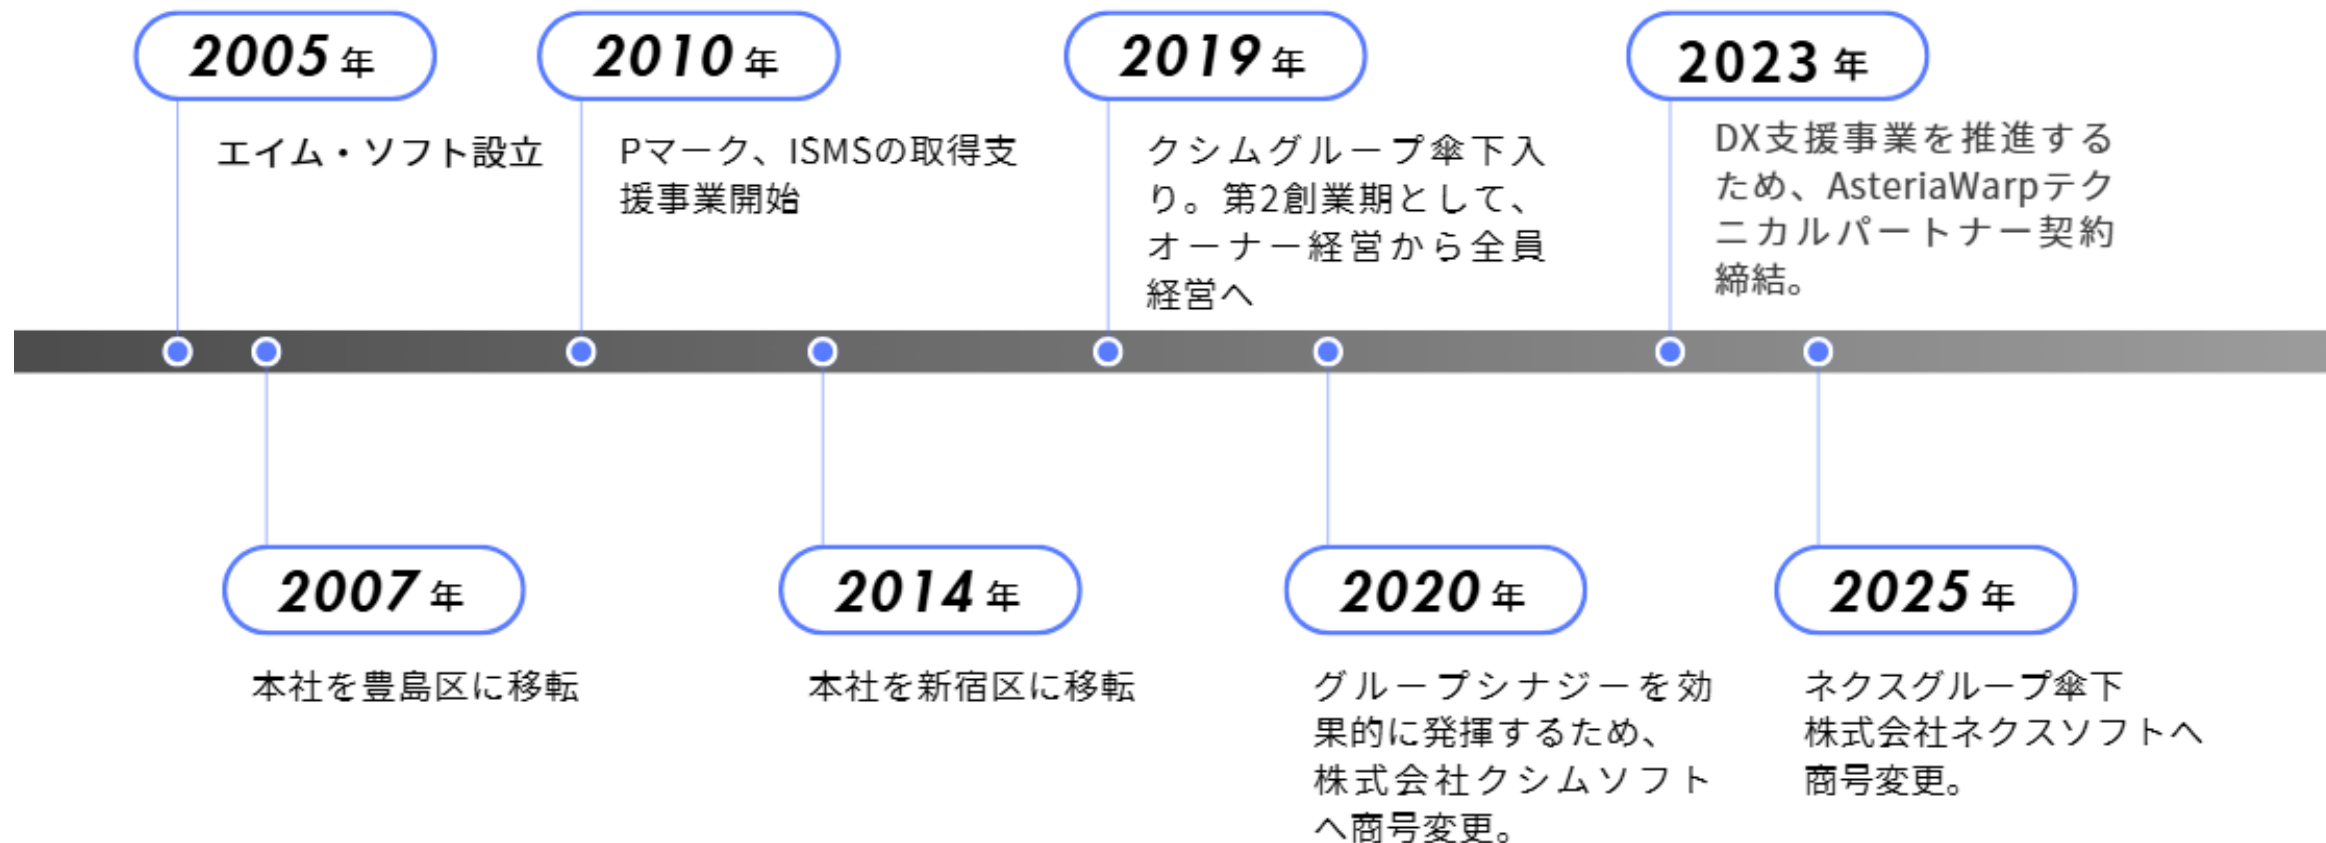 2005年
エイム・ソフト設立
2010年
Pマーク、ISMSの取得支
援事業開始
2019年
クシムグループ傘下入
り。第2創業期として、
オーナー経営から全員
経営へ
2023年
DX支援事業を推進する
ため、AsteriaWarpテク
ニカルパートナー契約
締結。
2007年
本社を豊島区に移転
2014年
本社を新宿区に移転
2020年
グループシナジーを効
果的に発揮するため、
株式会社クシムソフト
へ商号変更。
2025年
ネクスグループ傘下
株式会社ネクスソフトへ
商号変更。